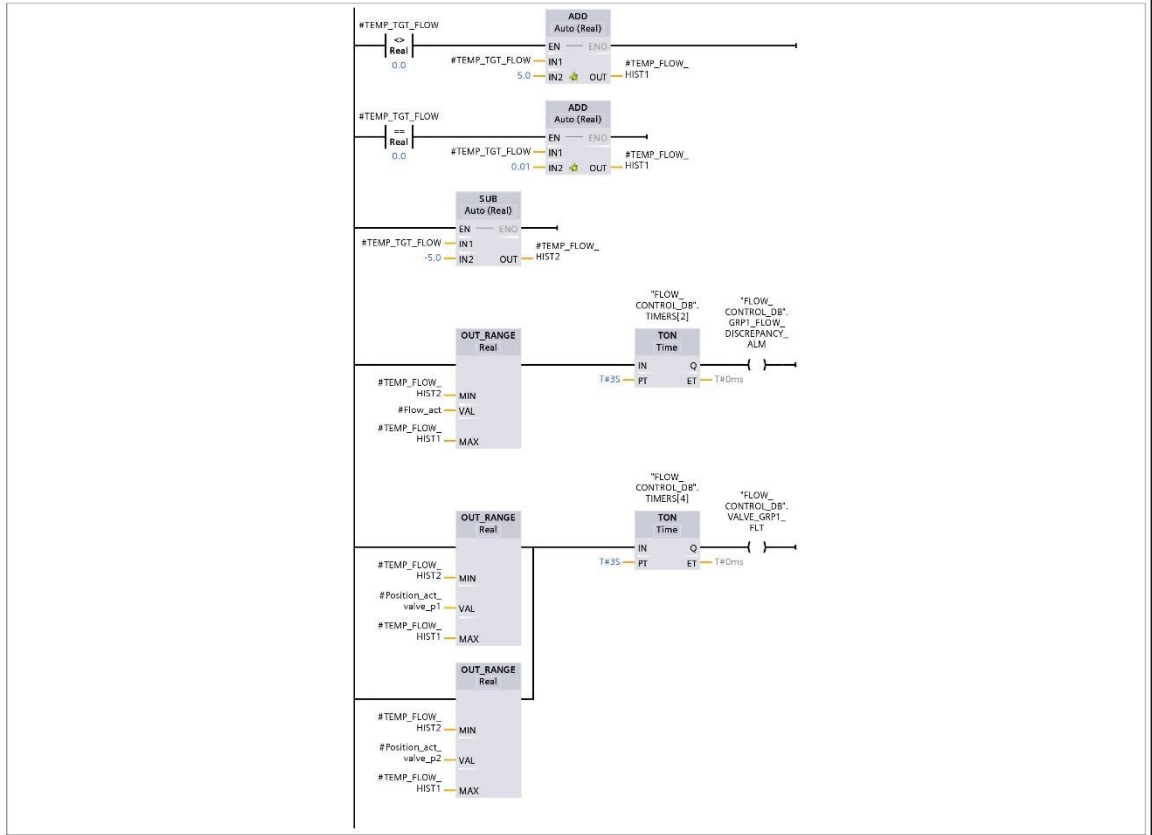 #TEMP_TGT_FLOW
<>
Real
0.0
ADD
Auto (Real)
EN
ENO
#TEMP_TGT_FLOW
IN1
5.0
IN2
OUT
#TEMP_FLOW_
HIST1
#TEMP_TGT_FLOW
==
Real
0.0
ADD
Auto (Real)
EN
ENO
#TEMP_TGT_FLOW
IN1
0.01
IN2
OUT
#TEMP_FLOW_
HIST1
SUB
Auto (Real)
EN
ENO
#TEMP_TGT_FLOW
IN1
-5.0
IN2
OUT
#TEMP_FLOW_
HIST2
OUT_RANGE
Real
#TEMP_FLOW_
HIST2
MIN
#Flow_act
VAL
#TEMP_FLOW_
HIST1
MAX
"FLOW_
CONTROL_DB".
TIMERS[2]
TON
Time
IN
Q
T#3S
PT
ET
T#0ms
"FLOW_
CONTROL_DB".
GRP1_FLOW_
DISCREPANCY_
ALM
OUT_RANGE
Real
#TEMP_FLOW_
HIST2
MIN
#Position_act_
valve_p1
VAL
#TEMP_FLOW_
HIST1
MAX
"FLOW_
CONTROL_DB".
TIMERS[4]
TON
Time
IN
Q
T#3S
PT
ET
T#0ms
"FLOW_
CONTROL_DB".
VALVE_GRP1_
FLT
OUT_RANGE
Real
#TEMP_FLOW_
HIST2
MIN
#Position_act_
valve_p2
VAL
#TEMP_FLOW_
HIST1
MAX